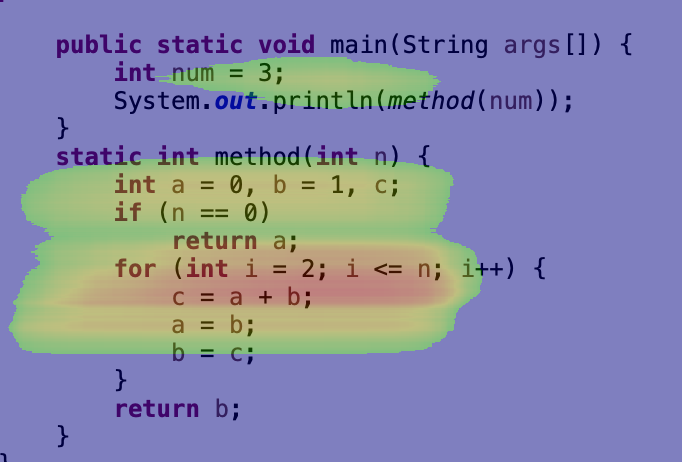 public static void main(String args[]) {
int num = 3;
System.out.println(method(num));
}
static int method(int n) {
int a = 0, b = 1, c;
if (n == 0)
return a;
for (int i = 2; i <= n; i++) {
c = a + b;
a = b;
b = c;
}
return b;
}
}